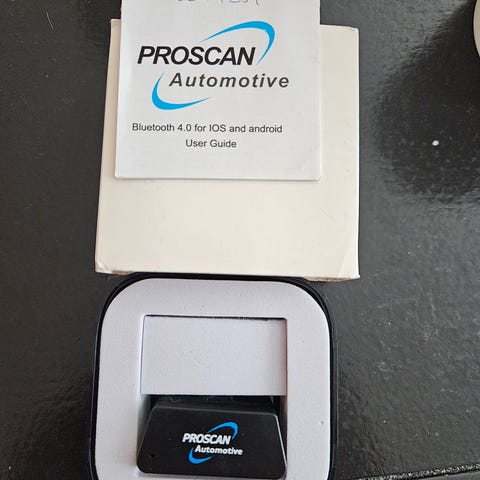 PROSCAN
Automotive
Bluetooth 4.0 for IOS and android
User Guide
PROSCAN
Automotive